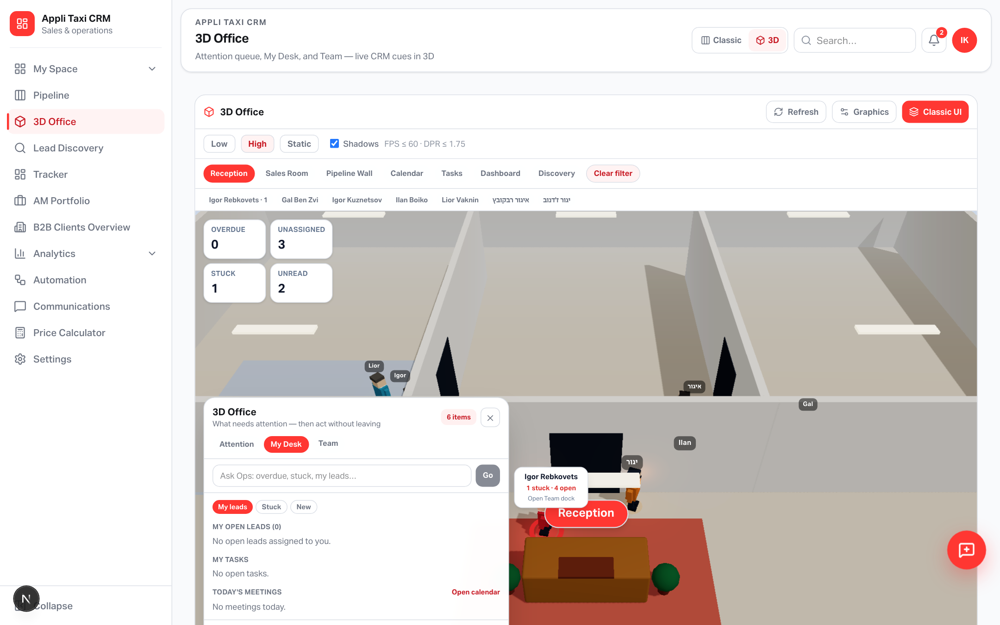 Appli Taxi CRM
Sales & operations
My Space
Pipeline
3D Office
Lead Discovery
Tracker
AM Portfolio
B2B Clients Overview
Analytics
Automation
Communications
Price Calculator
Settings
N
Collapse
APPLI TAXI CRM
3D Office
Attention queue, My Desk, and Team — live CRM cues in 3D
Classic
3D
Search...
2
IK
3D Office
Refresh
Graphics
Classic UI
Low
High
Static
Shadows
FPS ≤ 60 · DPR ≤ 1.75
Reception
Sales Room
Pipeline Wall
Calendar
Tasks
Dashboard
Discovery
Clear filter
Igor Rebkovets · 1
Gal Ben Zvi
Igor Kuznetsov
Ilan Boiko
Lior Vaknin
איגור רבקובץ
יגור ז'דנוב
OVERDUE
0
UNASSIGNED
3
STUCK
1
UNREAD
2
Lior
Igor
איגור
Gal
Ilan
יגור
Igor Rebkovets
1 stuck · 4 open
Open Team dock
Reception
3D Office
What needs attention — then act without leaving
6 items
Attention
My Desk
Team
Ask Ops: overdue, stuck, my leads...
Go
My leads
Stuck
New
MY OPEN LEADS (0)
No open leads assigned to you.
MY TASKS
No open tasks.
TODAY'S MEETINGS
Open calendar
No meetings today.